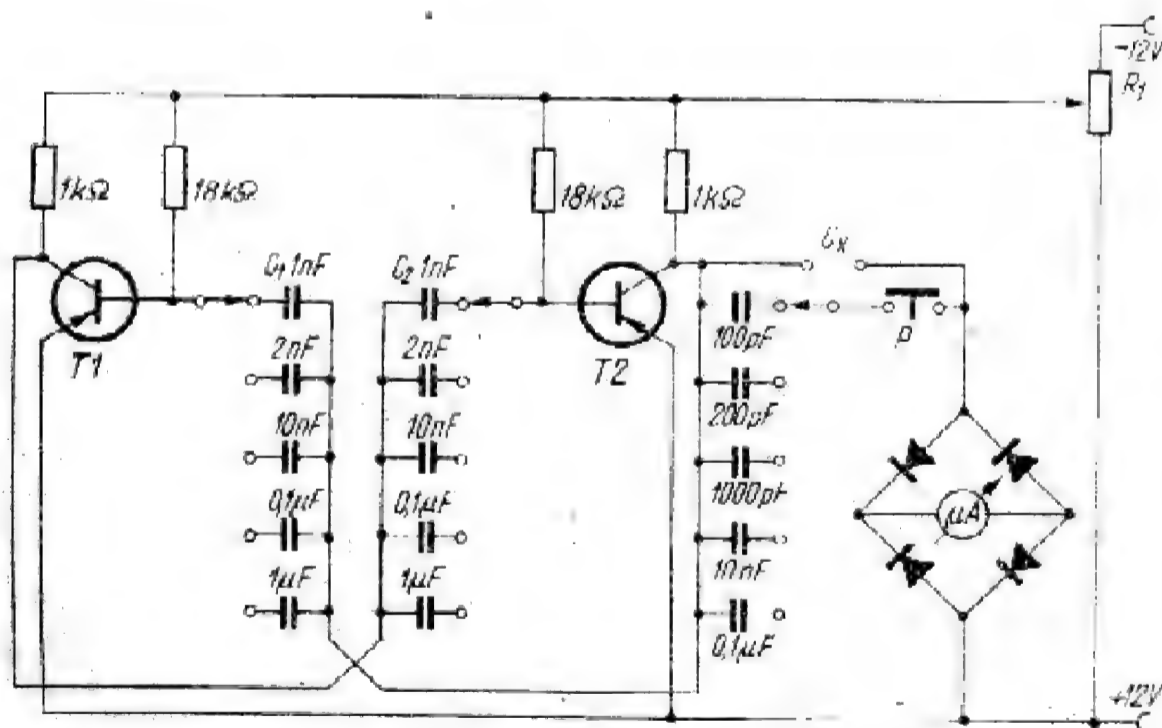 -12V
R1
1kΩ
18kΩ
18kΩ
1kΩ
C1 1nF
C2 1nF
Cx
T1
T2
P
2nF
2nF
10nF
10nF
0,1µF
0,1µF
1µF
1µF
100pF
200pF
1000pF
10nF
0,1µF
µA
+12V